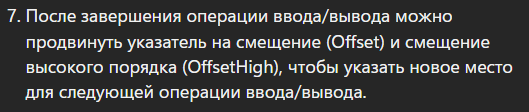 7. После завершения операции ввода/вывода можно
продвинуть указатель на смещение (Offset) и смещение
высокого порядка (OffsetHigh), чтобы указать новое место
для следующей операции ввода/вывода.